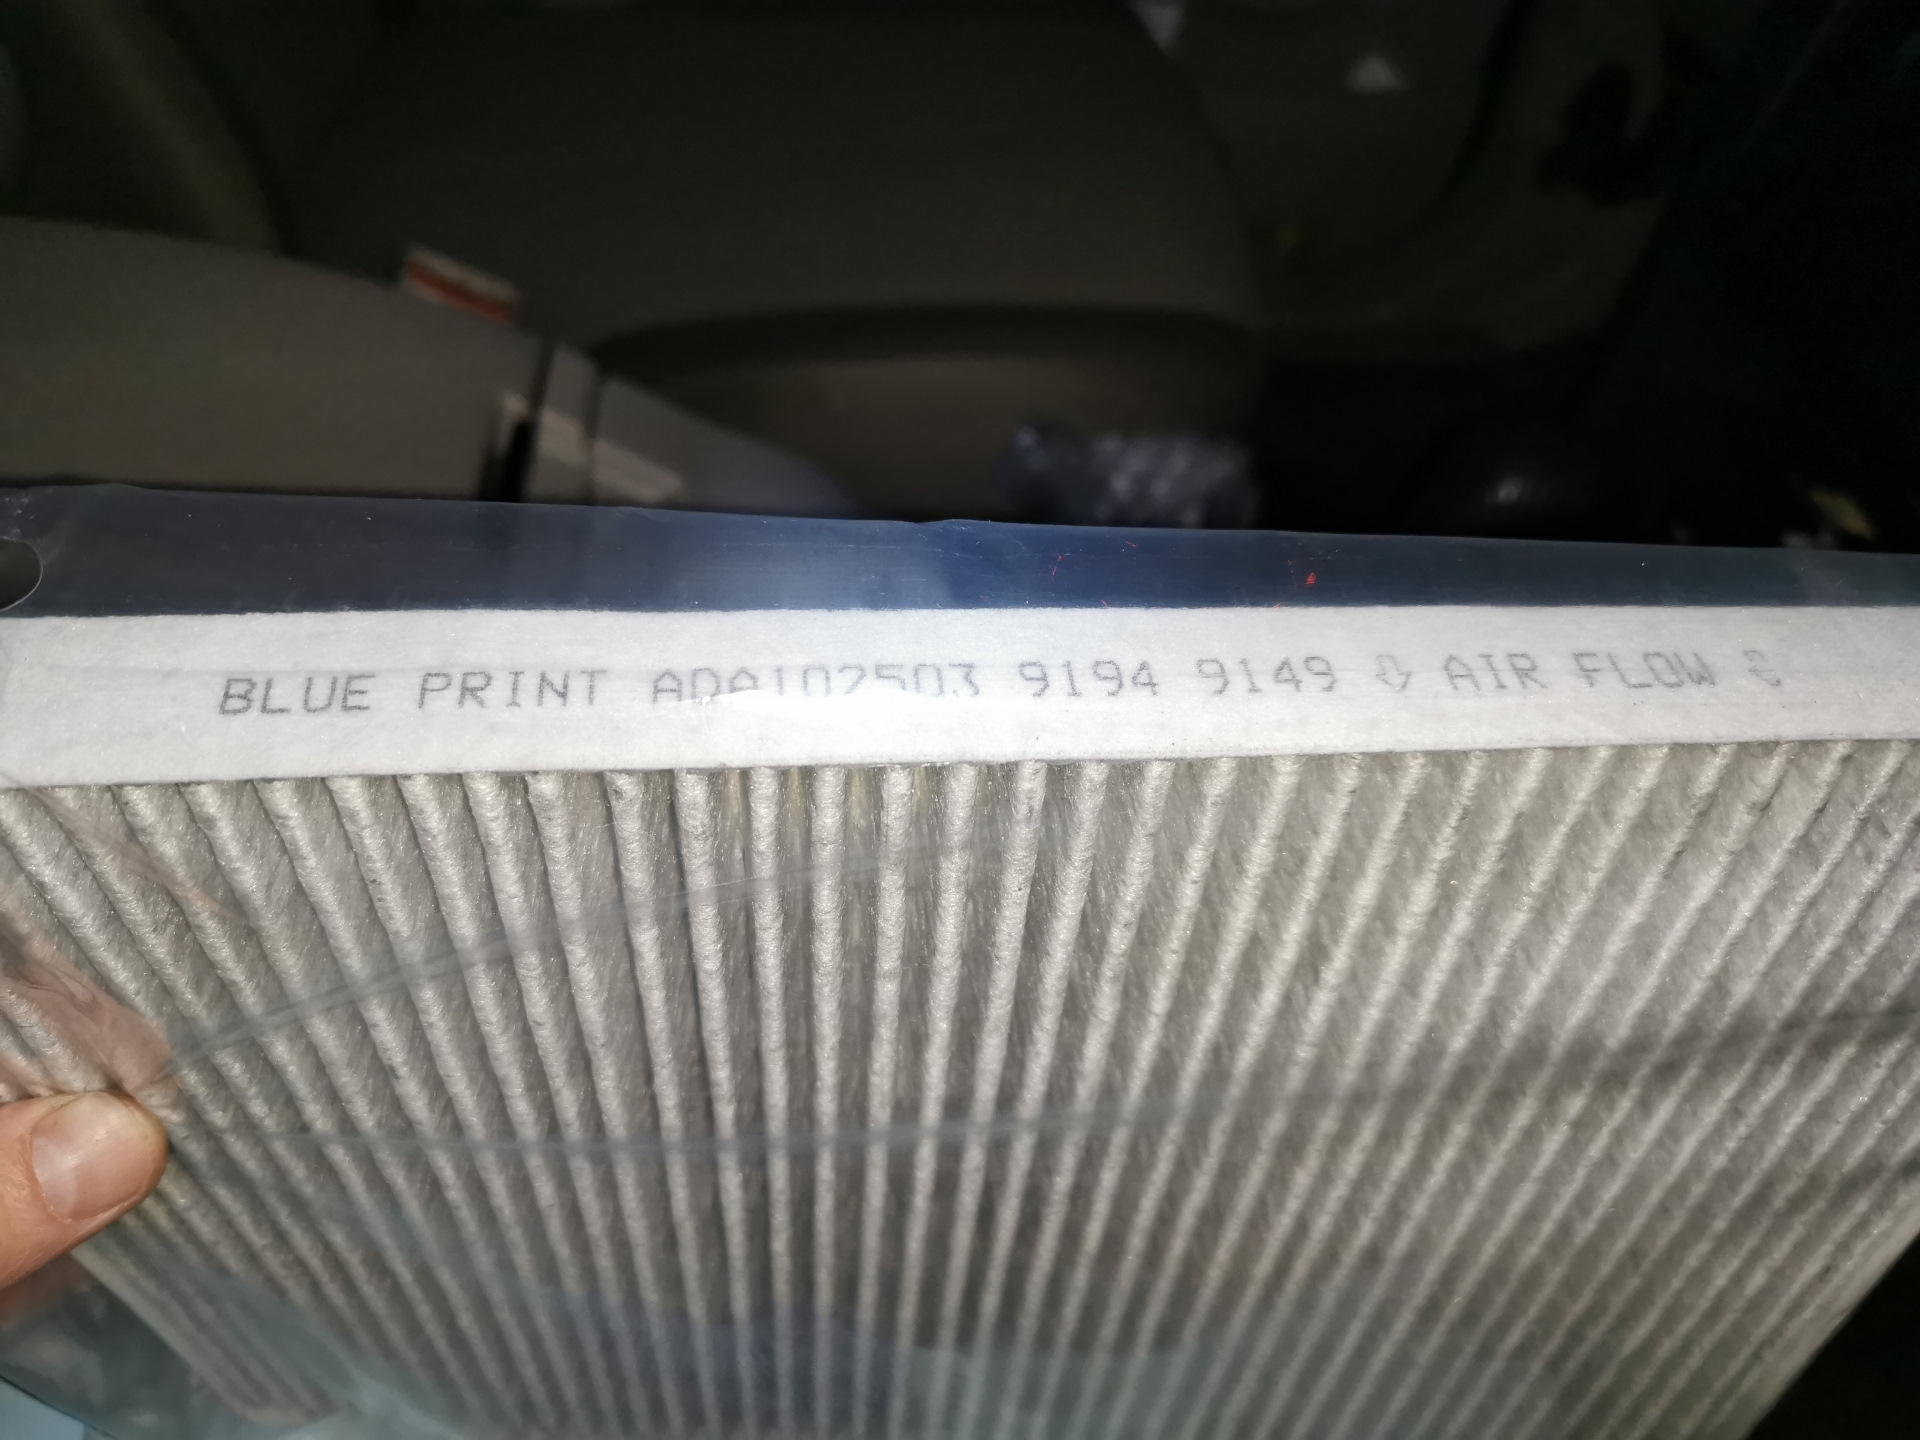 BLUE PRINT ADA102503 9194 9149 ⇩ AIR FLOW